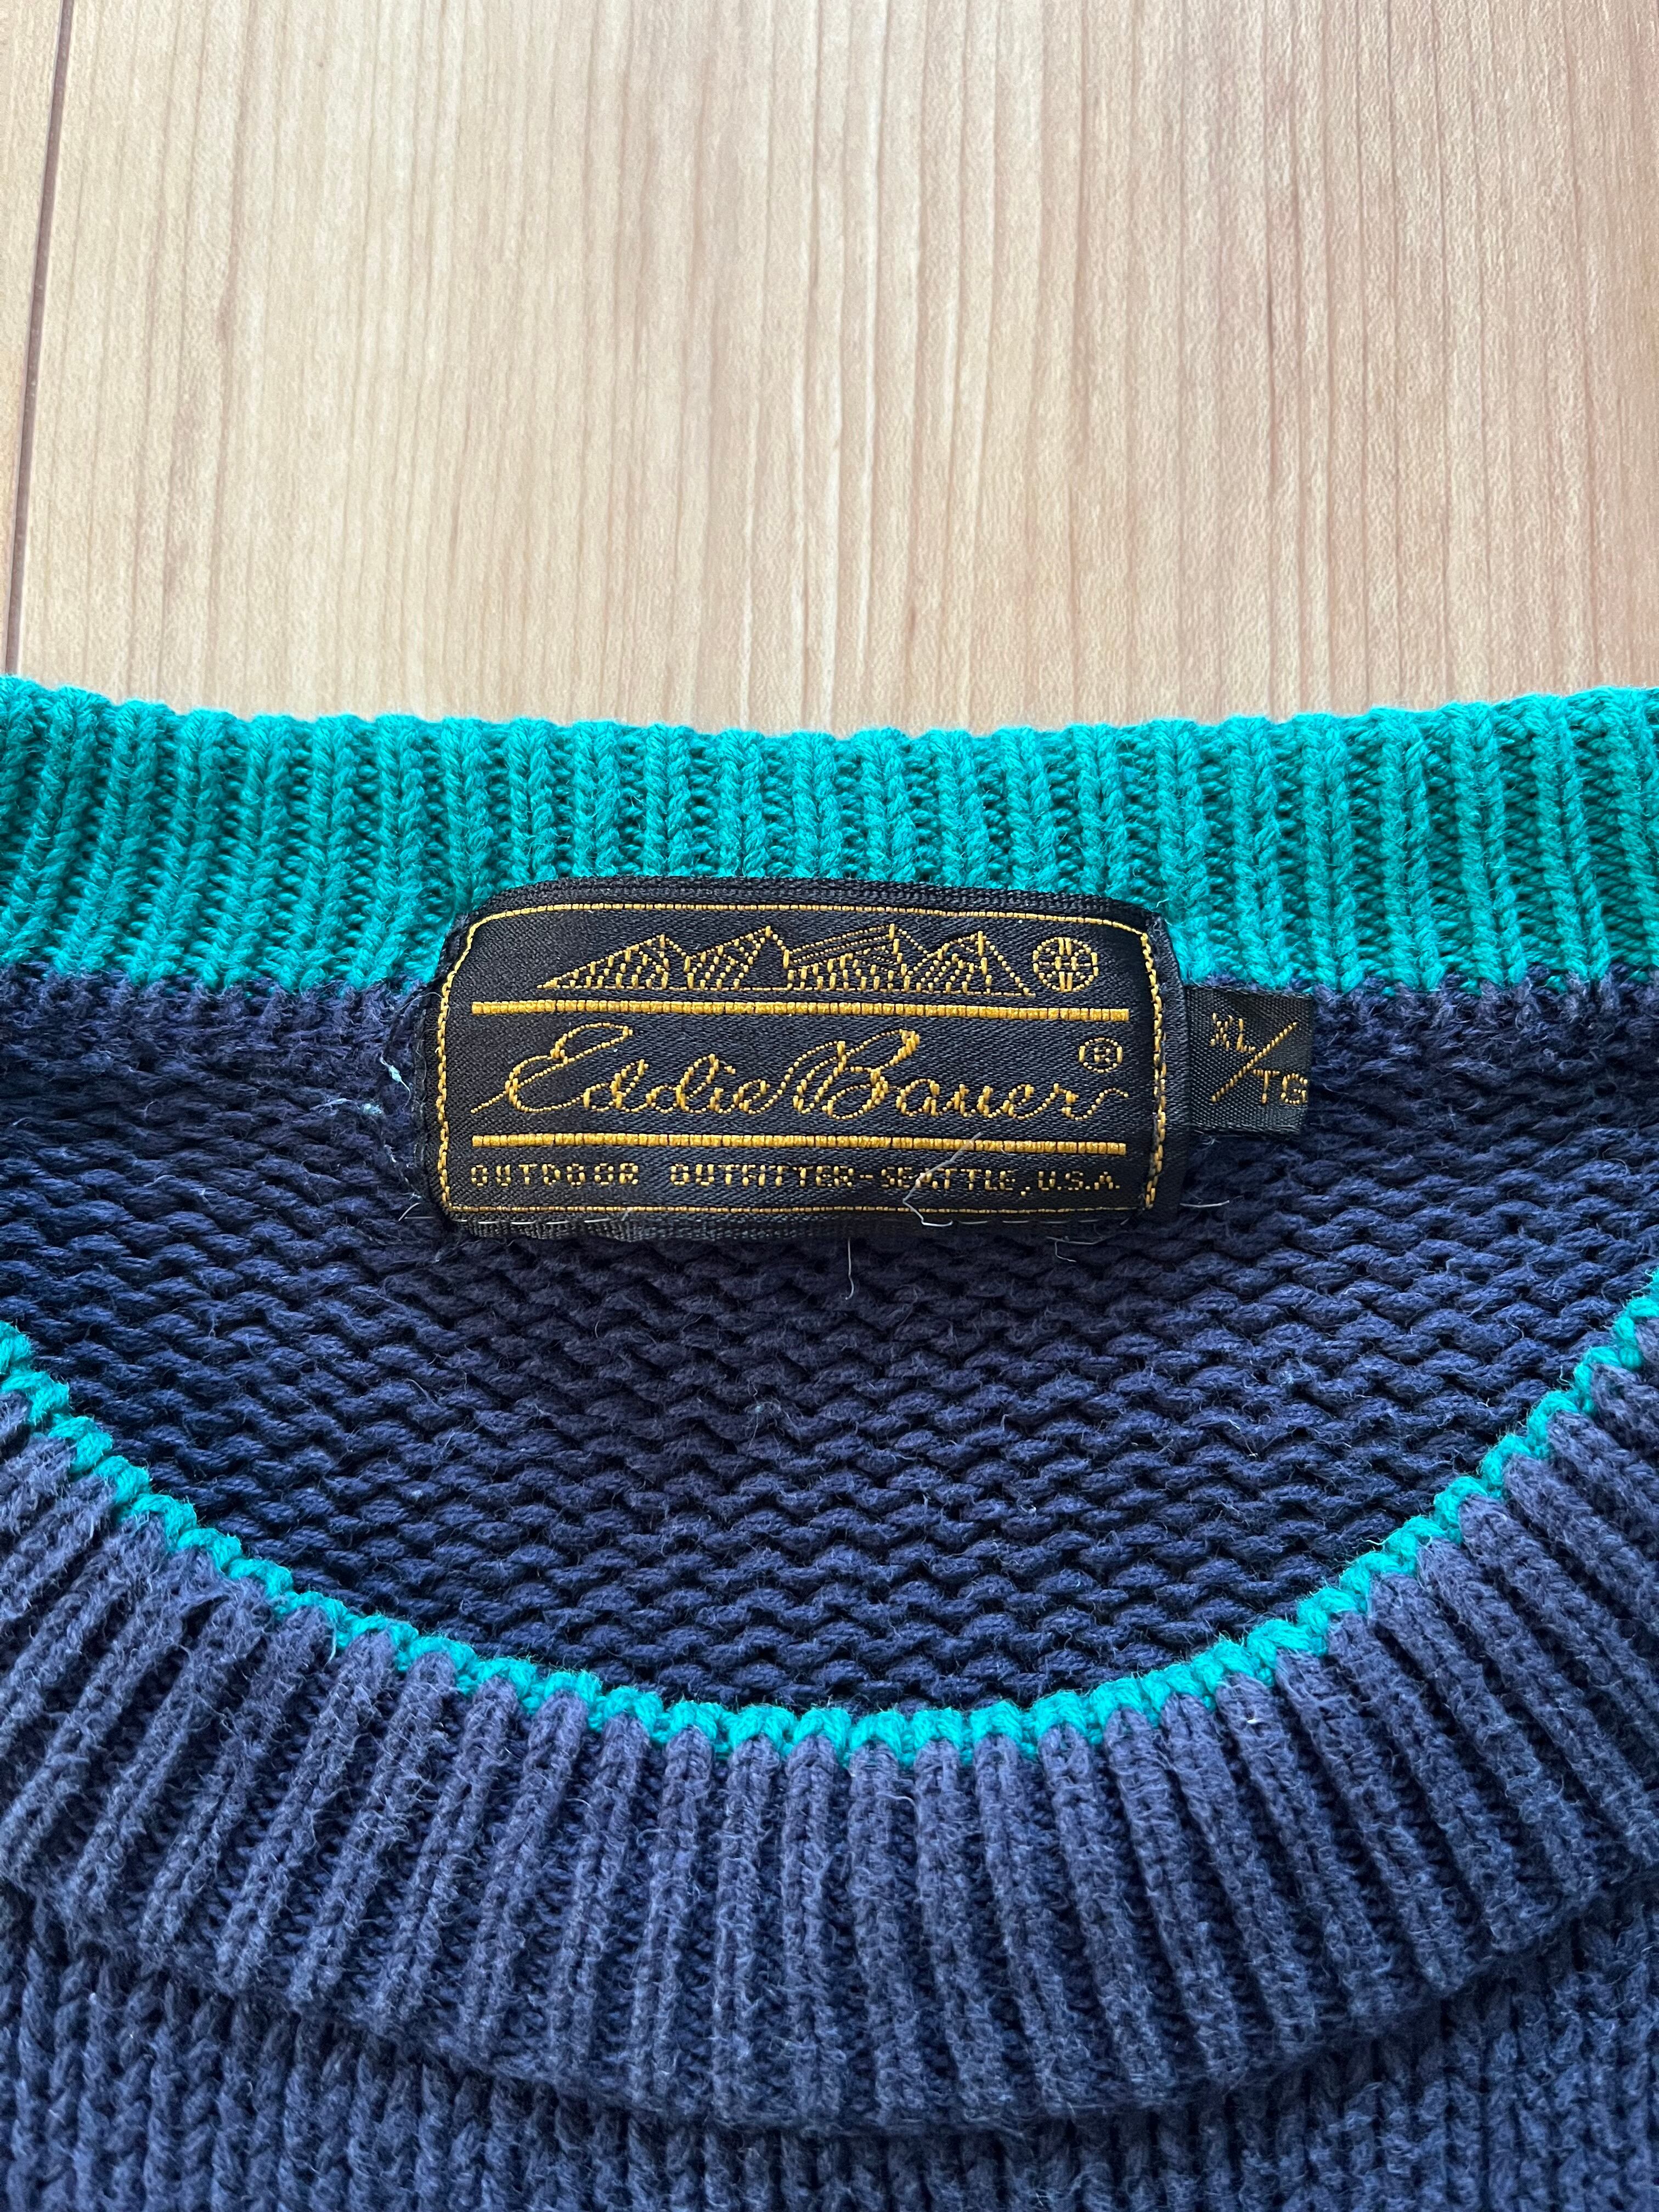 Eddie Bauer ®
OUTDOOR OUTFITTER-SEATTLE, U.S.A.
XL/TG